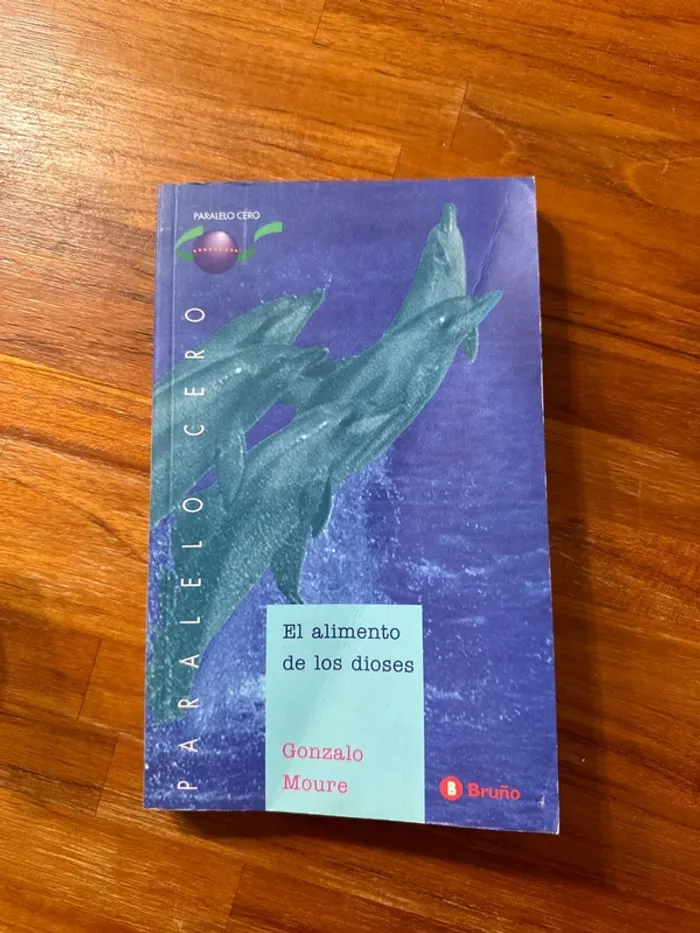 PARALELO CERO
PARALELO CERO
El alimento
de los dioses
Gonzalo
Moure
B Bruño